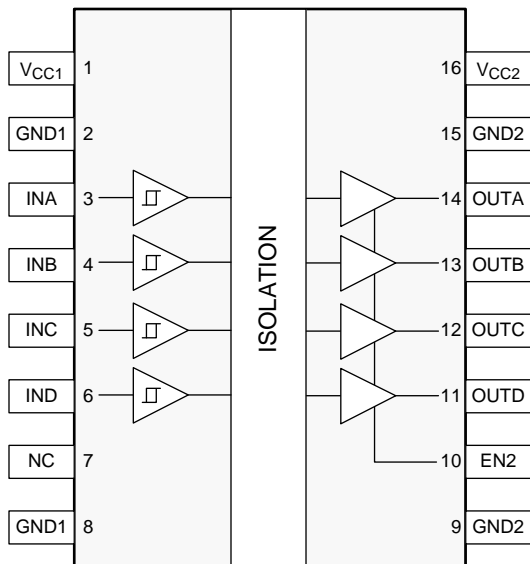 VCC1 1 16 VCC2
GND1 2 15 GND2
INA 3 14 OUTA
INB 4 13 OUTB
INC 5 12 OUTC
IND 6 11 OUTD
NC 7 10 EN2
GND1 8 9 GND2
ISOLATION